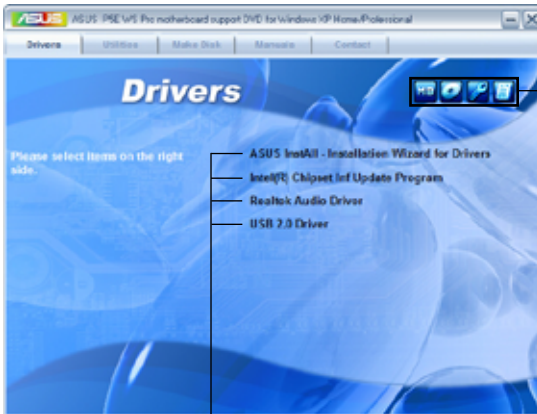 ASUS ASUS P5E WS Pro motherboard support DVD for Windows XP Home/Professional
Drivers Utilities Make Disk Manuals Contact
Drivers
Please select items on the right
side.
ASUS InstAll - Installation Wizard for Drivers
Intel(R) Chipset Inf Update Program
Realtek Audio Driver
USB 2.0 Driver